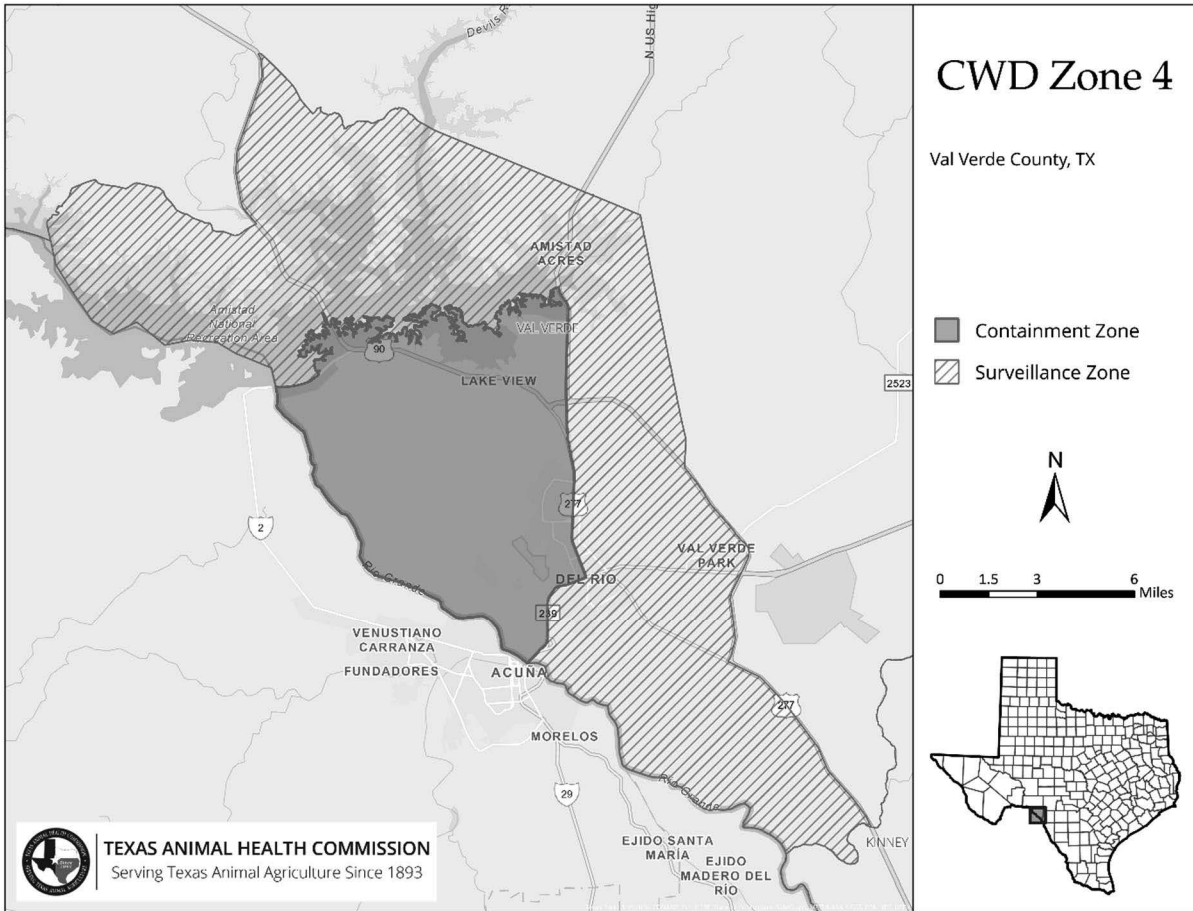 CWD Zone 4
Val Verde County, TX
Containment Zone
Surveillance Zone
N
0 1.5 3 6
Miles
Devils
N US High
AMISTAD
ACRES
Amistad
National
Recreation Area
VAL VERDE
90
LAKE VIEW
2523
277
2
VAL VERDE
PARK
DEL RIO
239
Rio Grande
VENUSTIANO
CARRANZA
FUNDADORES
ACUÑA
277
MORELOS
Rio Grande
29
KINNEY
EJIDO SANTA
MARÍA
EJIDO
MADERO DEL
RÍO
TEXAS ANIMAL HEALTH COMMISSION
Serving Texas Animal Agriculture Since 1893